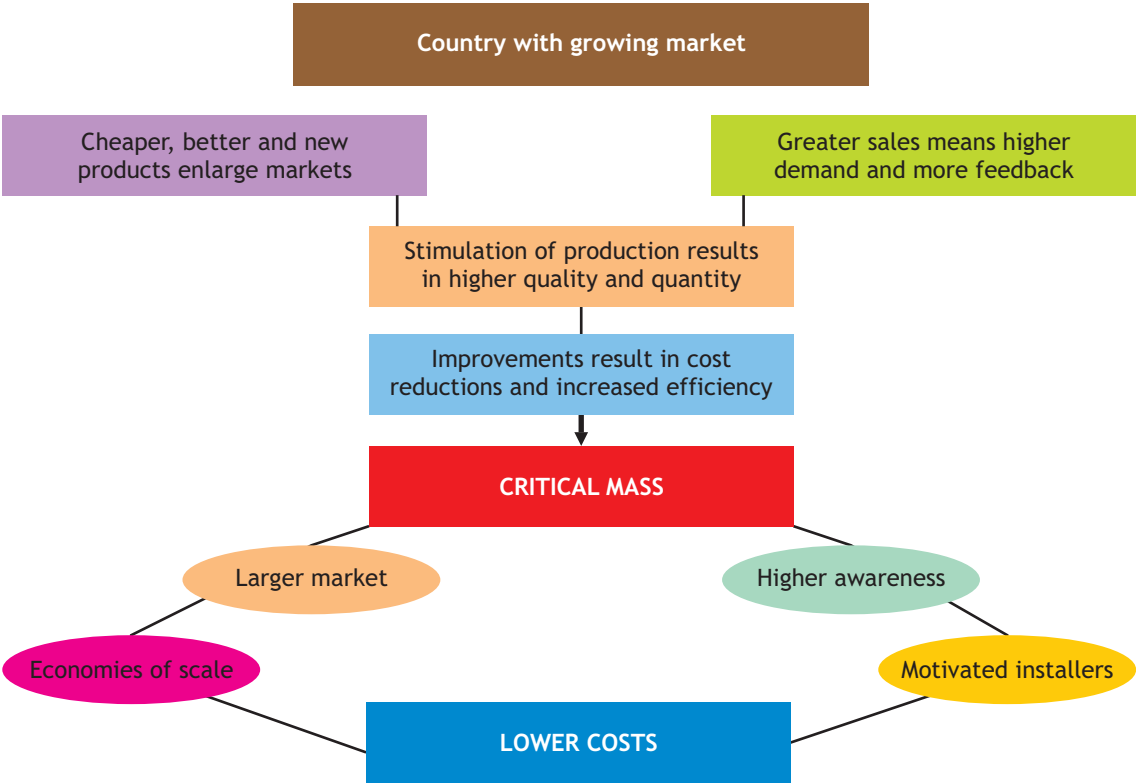 Country with growing market
Cheaper, better and new
products enlarge markets
Greater sales means higher
demand and more feedback
Stimulation of production results
in higher quality and quantity
Improvements result in cost
reductions and increased efficiency
CRITICAL MASS
Larger market
Higher awareness
Economies of scale
Motivated installers
LOWER COSTS